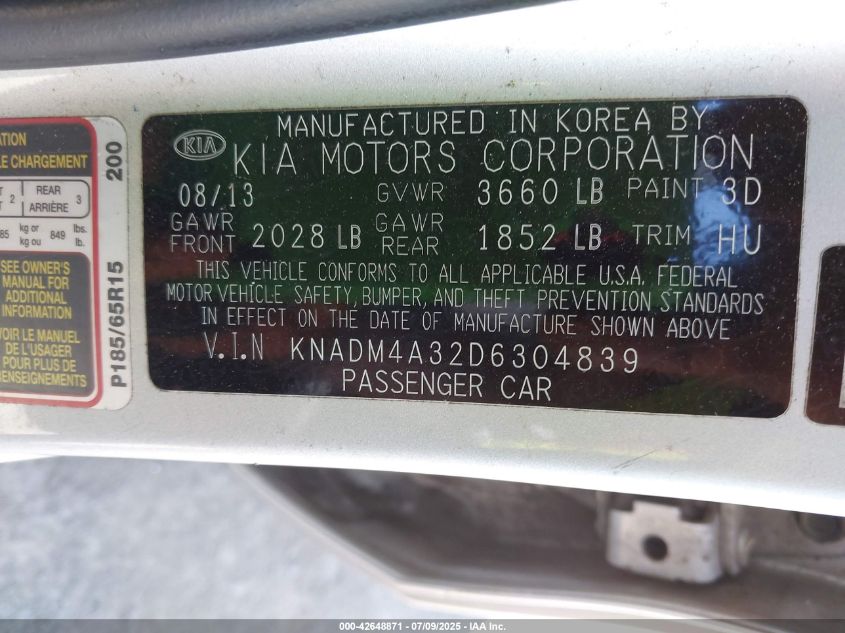 ATION
LE CHARGEMENT
2
REAR
ARRIÈRE 3
85 kg or
kg ou 849 lbs.
lb.
SEE OWNER'S
MANUAL FOR
ADDITIONAL
INFORMATION
VOIR LE MANUEL
DE L'USAGER
POUR PLUS DE
RENSEIGNEMENTS
200
P185/65R15
KIA
MANUFACTURED IN KOREA BY
KIA MOTORS CORPORATION
08/13 GVWR 3660 LB PAINT 3D
GAWR FRONT 2028 LB GAWR REAR 1852 LB TRIM HU
THIS VEHICLE CONFORMS TO ALL APPLICABLE U.S.A. FEDERAL
MOTOR VEHICLE SAFETY, BUMPER, AND THEFT PREVENTION STANDARDS
IN EFFECT ON THE DATE OF MANUFACTURE SHOWN ABOVE
V.I.N KNADM4A32D6304839
PASSENGER CAR
000-42648871 - 07/09/2025 - IAA Inc.